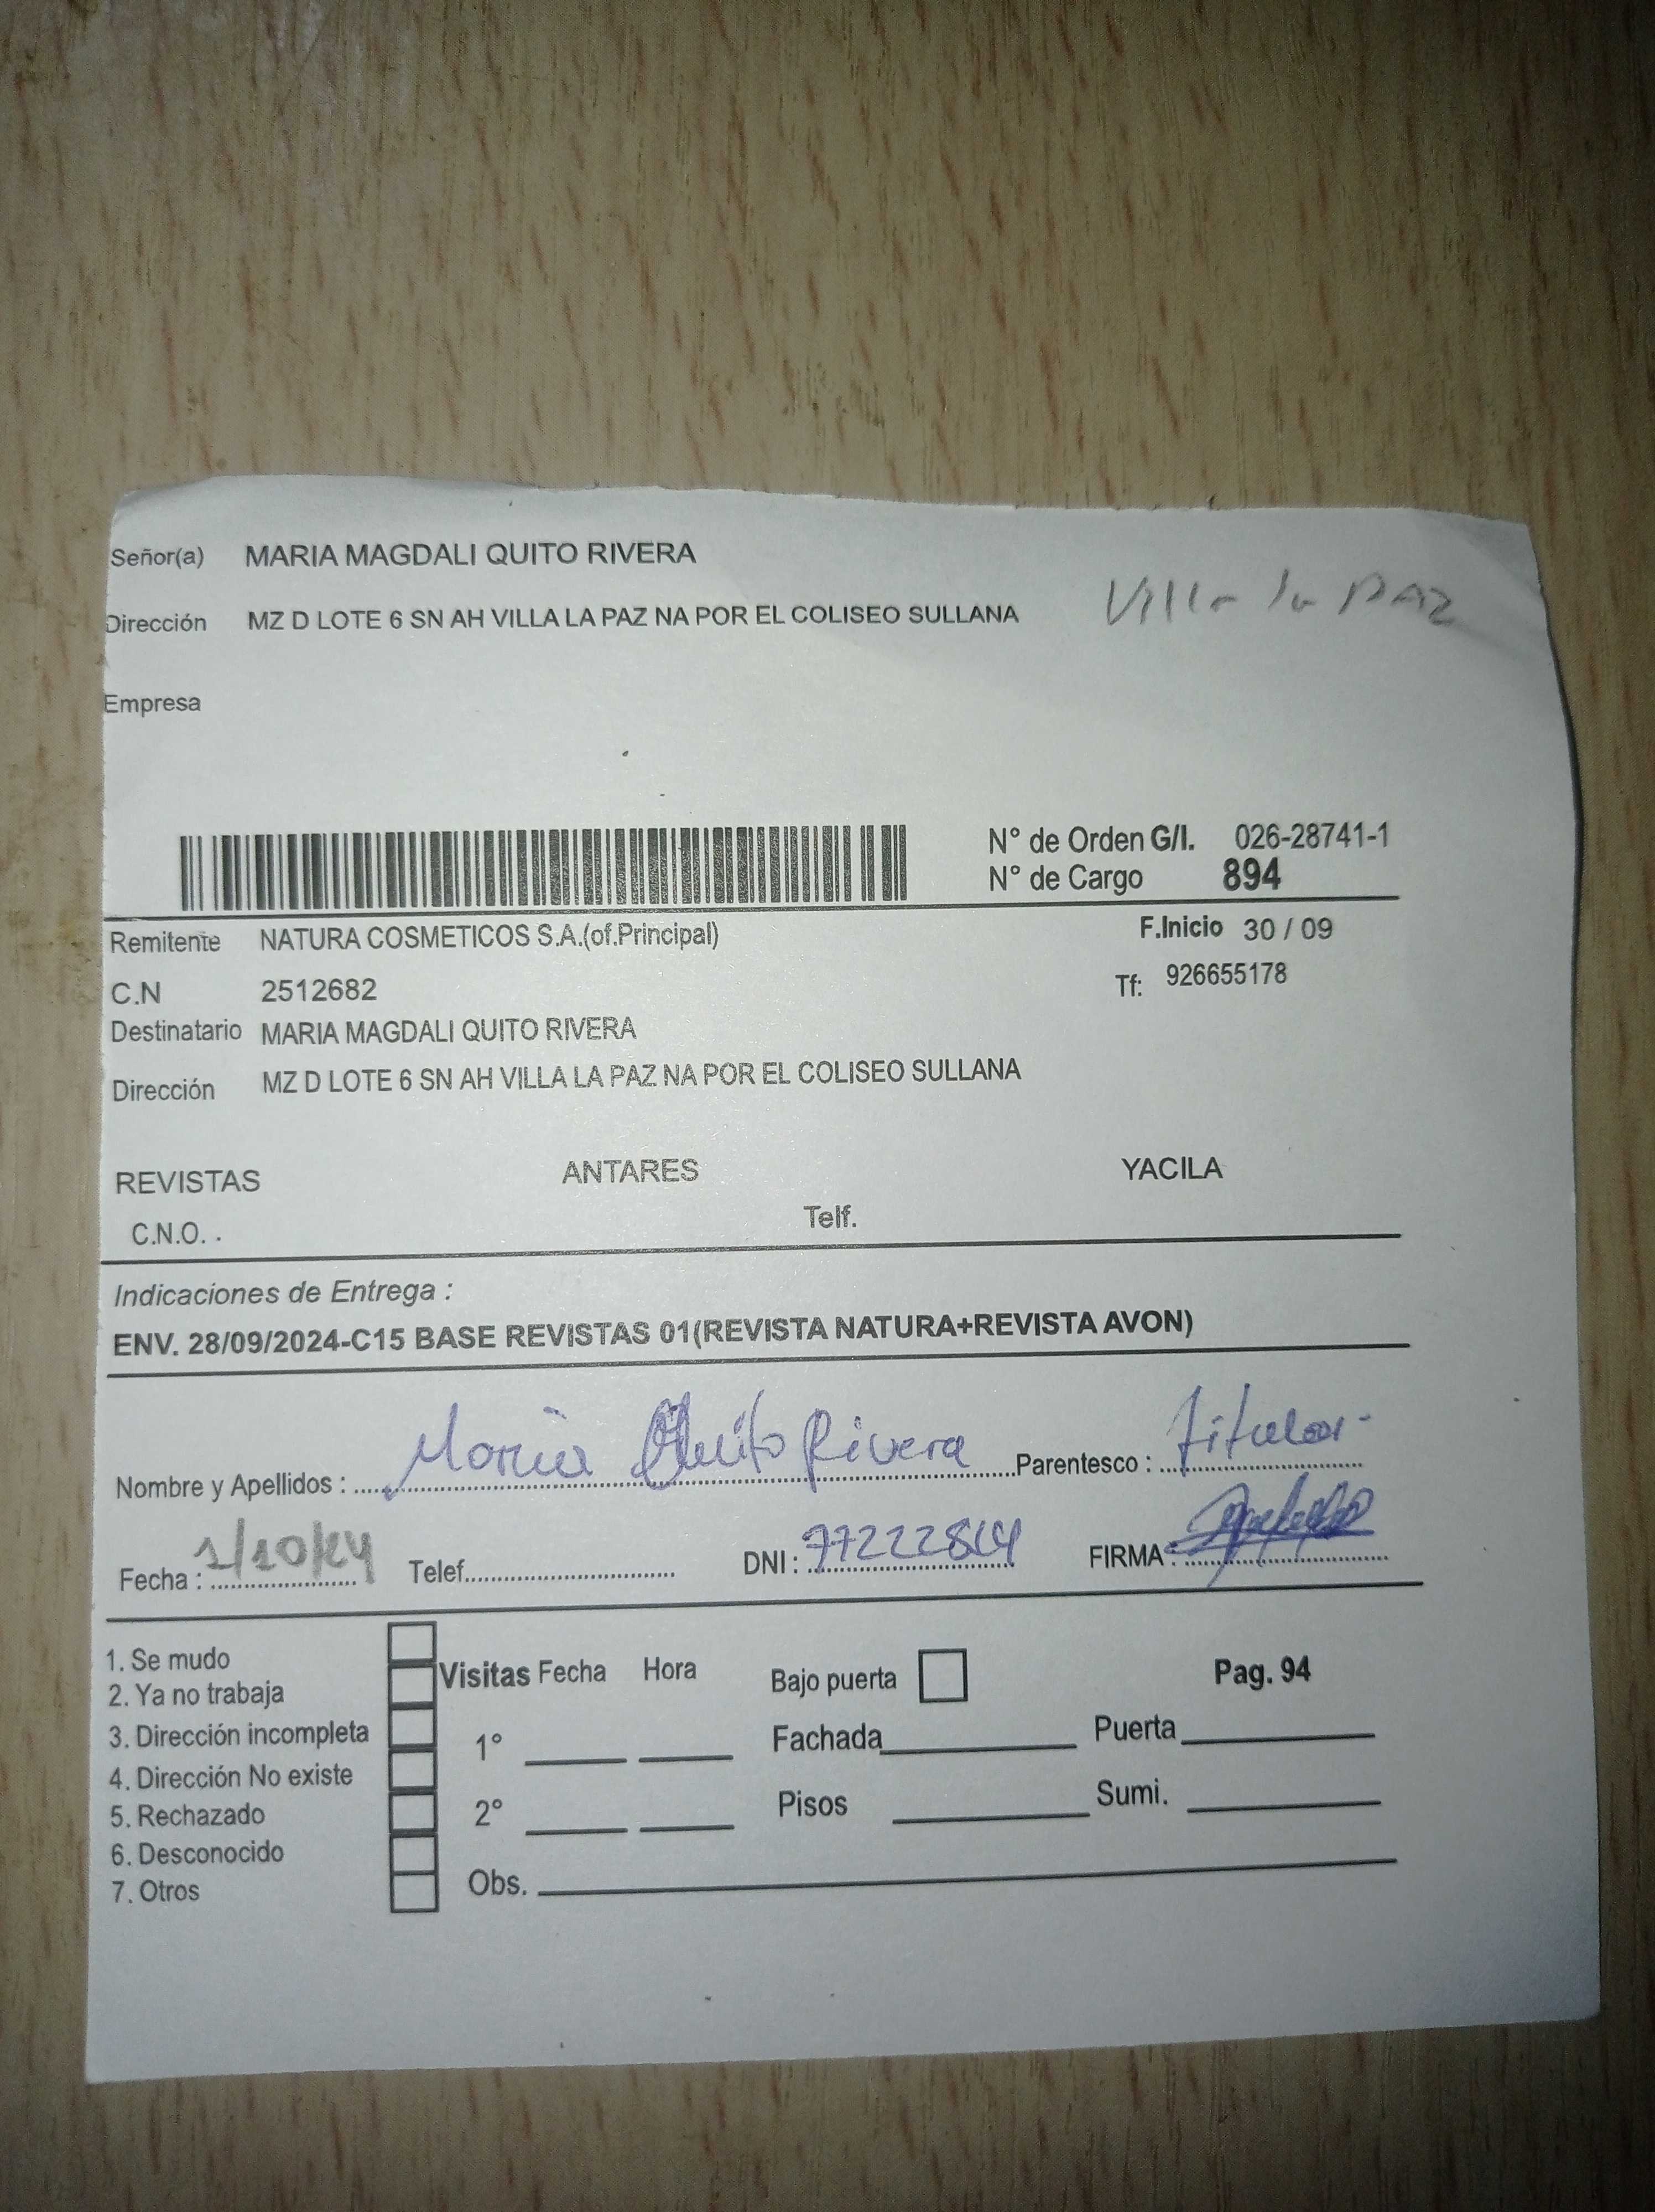 Señor(a) MARIA MAGDALI QUITO RIVERA
Dirección MZ D LOTE 6 SN AH VILLA LA PAZ NA POR EL COLISEO SULLANA Villa la PAZ
Empresa
N° de Orden G/I. 026-28741-1
N° de Cargo 894
Remitente NATURA COSMETICOS S.A.(of.Principal) F.Inicio 30 / 09
C.N 2512682 Tf: 926655178
Destinatario MARIA MAGDALI QUITO RIVERA
Dirección MZ D LOTE 6 SN AH VILLA LA PAZ NA POR EL COLISEO SULLANA
REVISTAS ANTARES YACILA
C.N.O. . Telf.
Indicaciones de Entrega :
ENV. 28/09/2024-C15 BASE REVISTAS 01(REVISTA NATURA+REVISTA AVON)
Nombre y Apellidos : Maria Quito Rivera Parentesco : titular
Fecha : 1/10/24 Telef. DNI : FIRMA :
1. Se mudo
2. Ya no trabaja
3. Dirección incompleta
4. Dirección No existe
5. Rechazado
6. Desconocido
7. Otros
Visitas Fecha Hora Bajo puerta Pag. 94
1° Fachada Puerta
2° Pisos Sumi.
Obs.